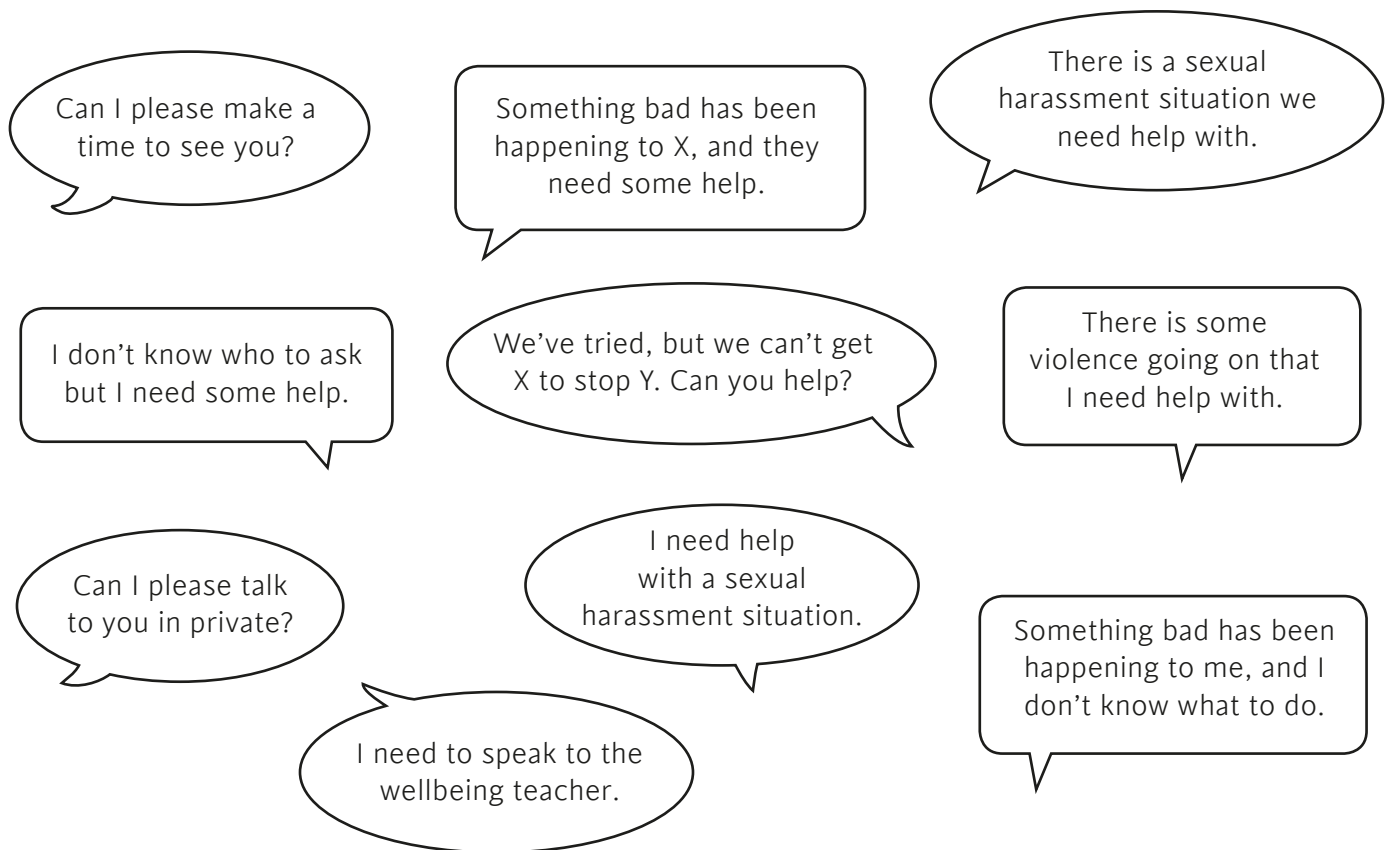 Can I please make a
time to see you?
Something bad has been
happening to X, and they
need some help.
There is a sexual
harassment situation we
need help with.
I don’t know who to ask
but I need some help.
We’ve tried, but we can’t get
X to stop Y. Can you help?
There is some
violence going on that
I need help with.
Can I please talk
to you in private?
I need help
with a sexual
harassment situation.
Something bad has been
happening to me, and I
don’t know what to do.
I need to speak to the
wellbeing teacher.